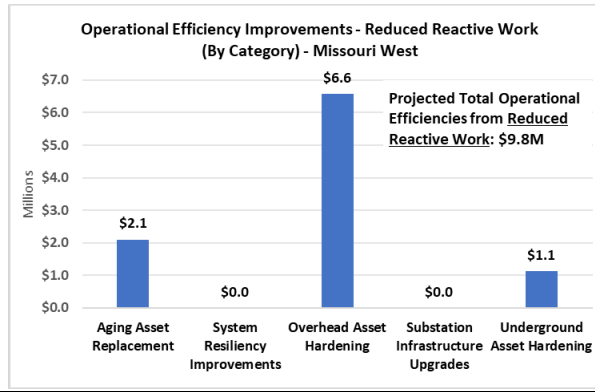 Operational Efficiency Improvements - Reduced Reactive Work
(By Category) - Missouri West
$7.0
$6.0
$5.0
$4.0
$3.0
$2.0
$1.0
$0.0
Millions
$2.1
$0.0
$6.6
$0.0
$1.1
Projected Total Operational
Efficiencies from Reduced
Reactive Work: $9.8M
Aging Asset
Replacement
System
Resiliency
Improvements
Overhead Asset
Hardening
Substation
Infrastructure
Upgrades
Underground
Asset Hardening